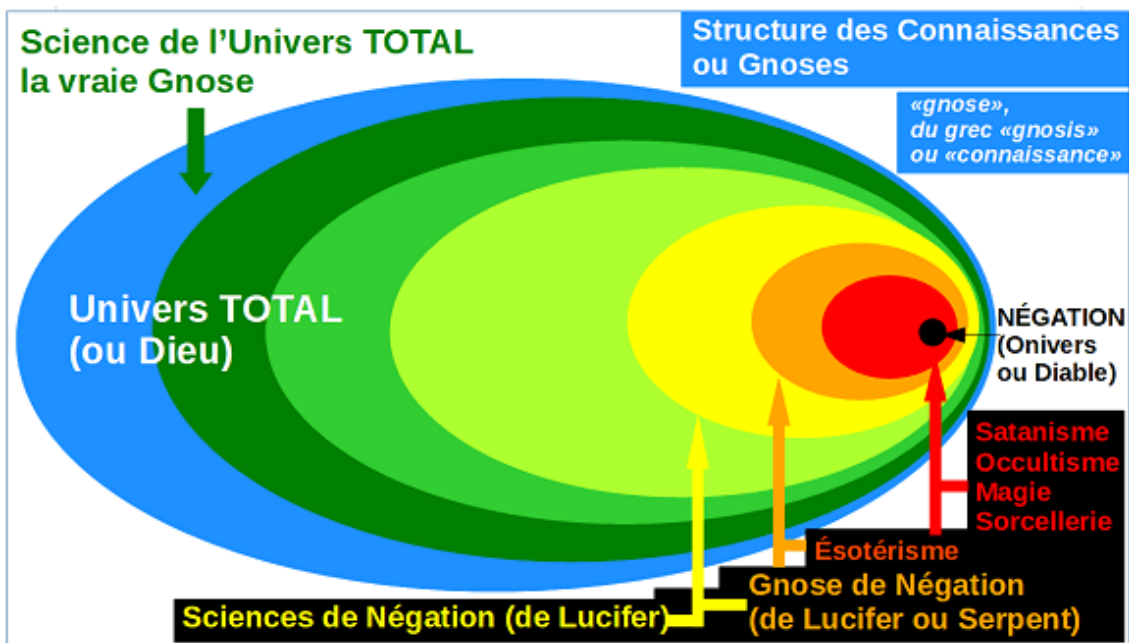 Science de l’Univers TOTAL
la vraie Gnose
Structure des Connaissances
ou Gnoses
«gnose»,
du grec «gnosis»
ou «connaissance»
Univers TOTAL
(ou Dieu)
NÉGATION
(Onivers
ou Diable)
Satanisme
Occultisme
Magie
Sorcellerie
Ésotérisme
Gnose de Négation
(de Lucifer ou Serpent)
Sciences de Négation (de Lucifer)